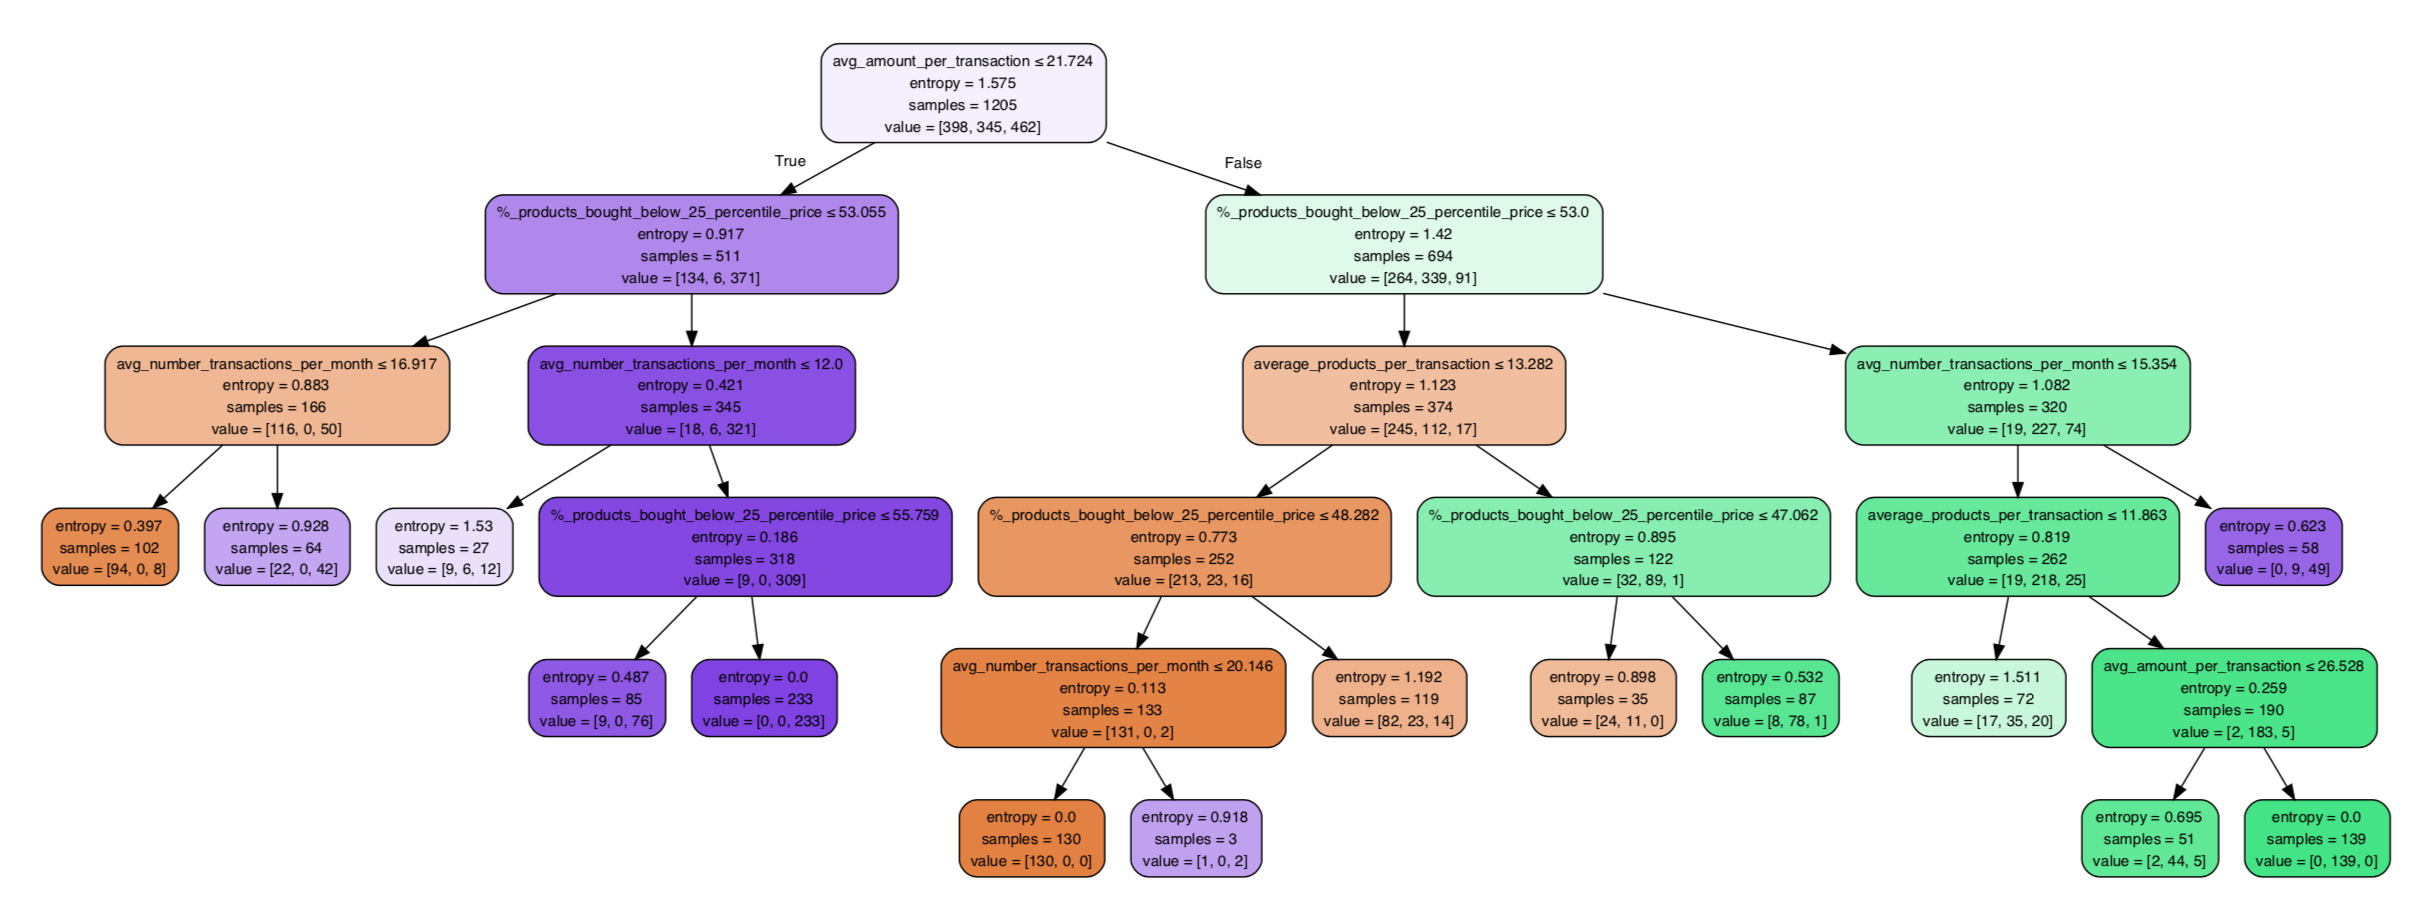 avg_amount_per_transaction ≤ 21.724
entropy = 1.575
samples = 1205
value = [398, 345, 462]
True
False
%_products_bought_below_25_percentile_price ≤ 53.055
entropy = 0.917
samples = 511
value = [134, 6, 371]
%_products_bought_below_25_percentile_price ≤ 53.0
entropy = 1.42
samples = 694
value = [264, 339, 91]
avg_number_transactions_per_month ≤ 16.917
entropy = 0.883
samples = 166
value = [116, 0, 50]
avg_number_transactions_per_month ≤ 12.0
entropy = 0.421
samples = 345
value = [18, 6, 321]
average_products_per_transaction ≤ 13.282
entropy = 1.123
samples = 374
value = [245, 112, 17]
avg_number_transactions_per_month ≤ 15.354
entropy = 1.082
samples = 320
value = [19, 227, 74]
entropy = 0.397
samples = 102
value = [94, 0, 8]
entropy = 0.928
samples = 64
value = [22, 0, 42]
entropy = 1.53
samples = 27
value = [9, 6, 12]
%_products_bought_below_25_percentile_price ≤ 55.759
entropy = 0.186
samples = 318
value = [9, 0, 309]
%_products_bought_below_25_percentile_price ≤ 48.282
entropy = 0.773
samples = 252
value = [213, 23, 16]
%_products_bought_below_25_percentile_price ≤ 47.062
entropy = 0.895
samples = 122
value = [32, 89, 1]
average_products_per_transaction ≤ 11.863
entropy = 0.819
samples = 262
value = [19, 218, 25]
entropy = 0.623
samples = 58
value = [0, 9, 49]
entropy = 0.487
samples = 85
value = [9, 0, 76]
entropy = 0.0
samples = 233
value = [0, 0, 233]
avg_number_transactions_per_month ≤ 20.146
entropy = 0.113
samples = 133
value = [131, 0, 2]
entropy = 1.192
samples = 119
value = [82, 23, 14]
entropy = 0.898
samples = 35
value = [24, 11, 0]
entropy = 0.532
samples = 87
value = [8, 78, 1]
entropy = 1.511
samples = 72
value = [17, 35, 20]
avg_amount_per_transaction ≤ 26.528
entropy = 0.259
samples = 190
value = [2, 183, 5]
entropy = 0.0
samples = 130
value = [130, 0, 0]
entropy = 0.918
samples = 3
value = [1, 0, 2]
entropy = 0.695
samples = 51
value = [2, 44, 5]
entropy = 0.0
samples = 139
value = [0, 139, 0]